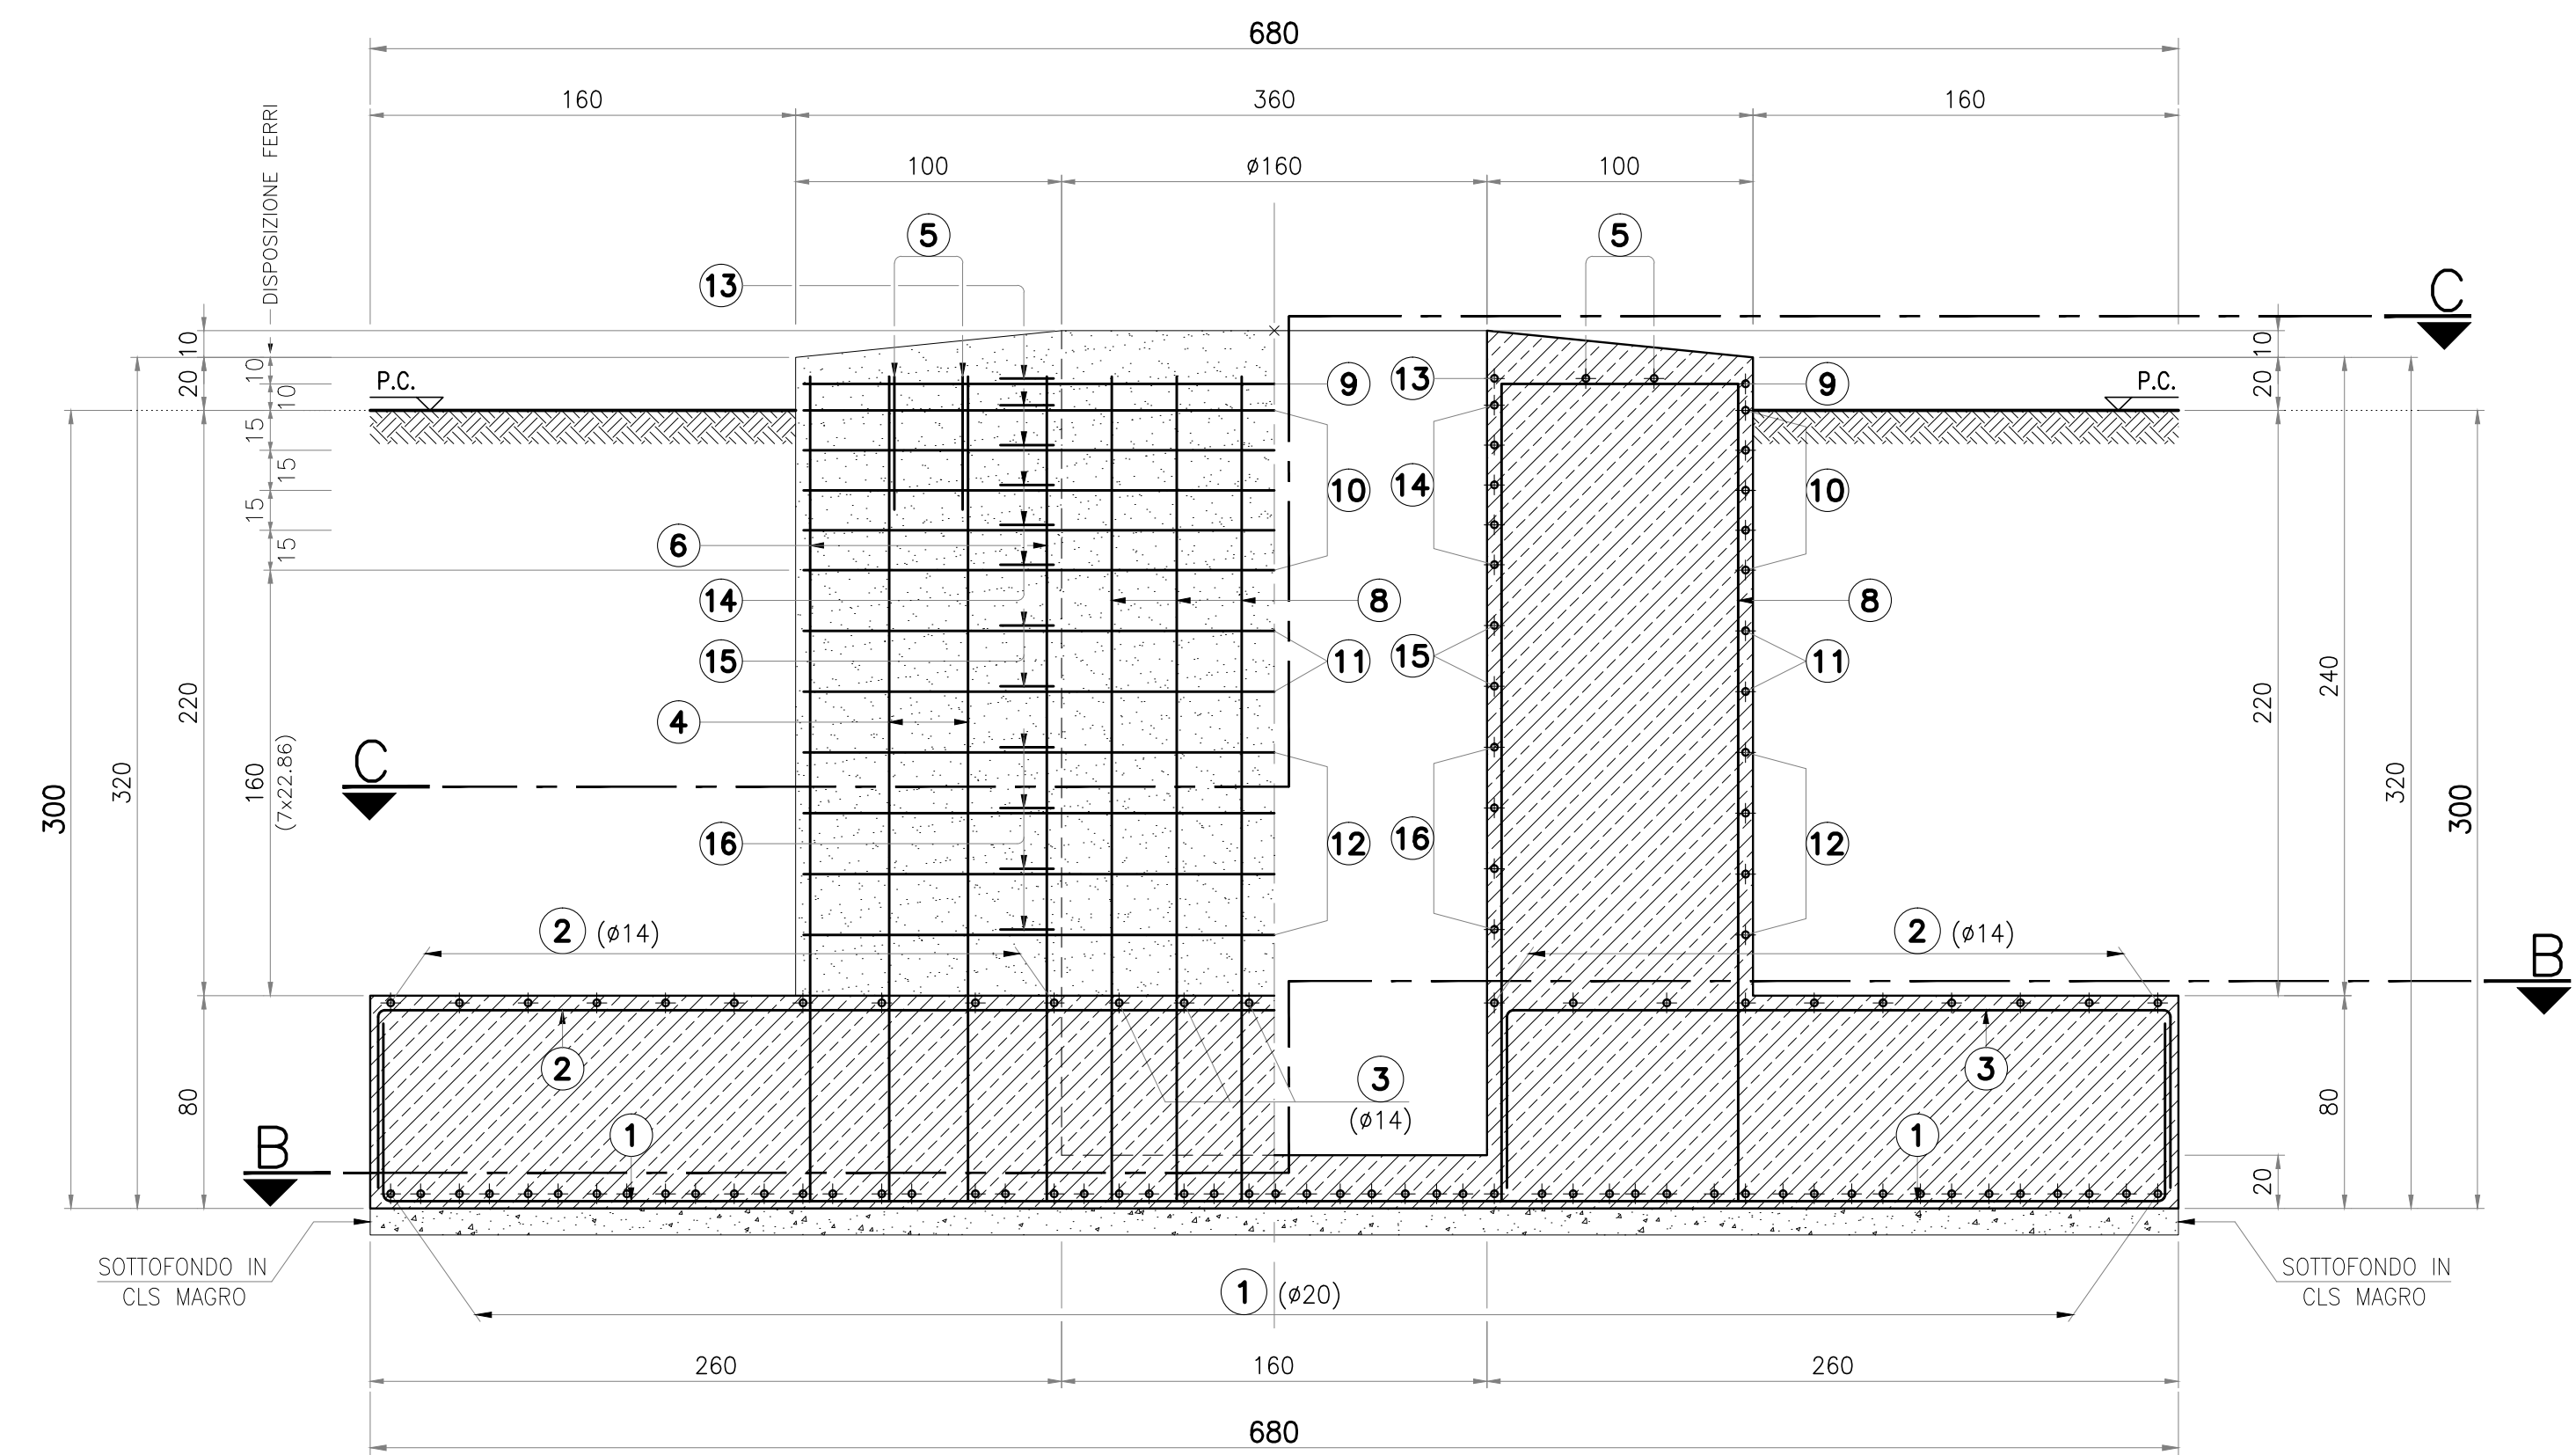 680
160 360 160
100 ø160 100
DISPOSIZIONE FERRI
5 5
13
C
10 10
10 20 P.C. 9 13 9 P.C. 20
10
15
15 10 14 10
15
6
15
14 8 8
15 11 15 11
220 4 220 240
C
300 320 160 (7x22.86) 320 300
16 12 16 12
2 (ø14) 2 (ø14)
B
2 3 3
(ø14)
80 1 1 80
B
20
SOTTOFONDO IN
CLS MAGRO
1 (ø20)
SOTTOFONDO IN
CLS MAGRO
260 160 260
680